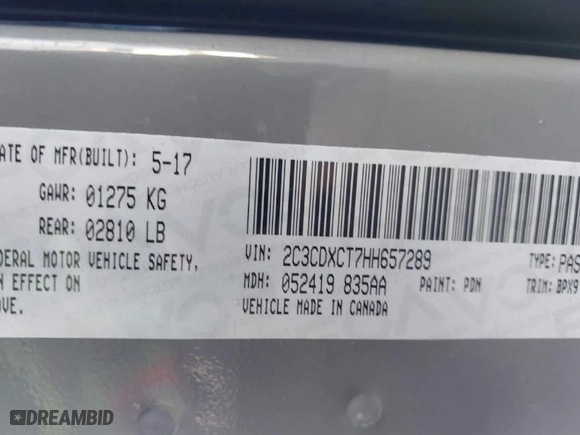 ATE OF MFR(BUILT): 5-17
GAWR: 01275 KG
REAR: 02810 LB
DERAL MOTOR VEHICLE SAFETY,
N EFFECT ON
OVE.
VIN: 2C3CDXCT7HH657289
TYPE: PAS
MDH: 052419 835AA
PAINT: PDN
TRIM: BPX9
VEHICLE MADE IN CANADA
DREAMBID